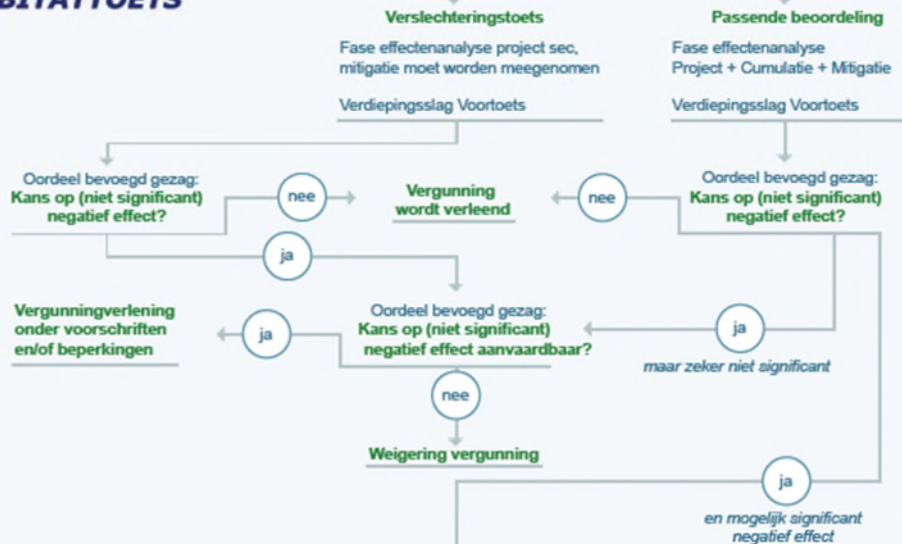 BITATTOETS
Verslechteringstoets
Fase effectenanalyse project sec,
mitigatie moet worden meegenomen
Verdiepingsslag Voortoets
Passende beoordeling
Fase effectenanalyse
Project + Cumulatie + Mitigatie
Verdiepingsslag Voortoets
Oordeel bevoegd gezag:
Kans op (niet significant)
negatief effect?
nee
Vergunning
wordt verleend
nee
Oordeel bevoegd gezag:
Kans op (niet significant)
negatief effect?
ja
Vergunningverlening
onder voorschriften
en/of beperkingen
ja
Oordeel bevoegd gezag:
Kans op (niet significant)
negatief effect aanvaardbaar?
ja
maar zeker niet significant
nee
Weigering vergunning
ja
en mogelijk significant
negatief effect